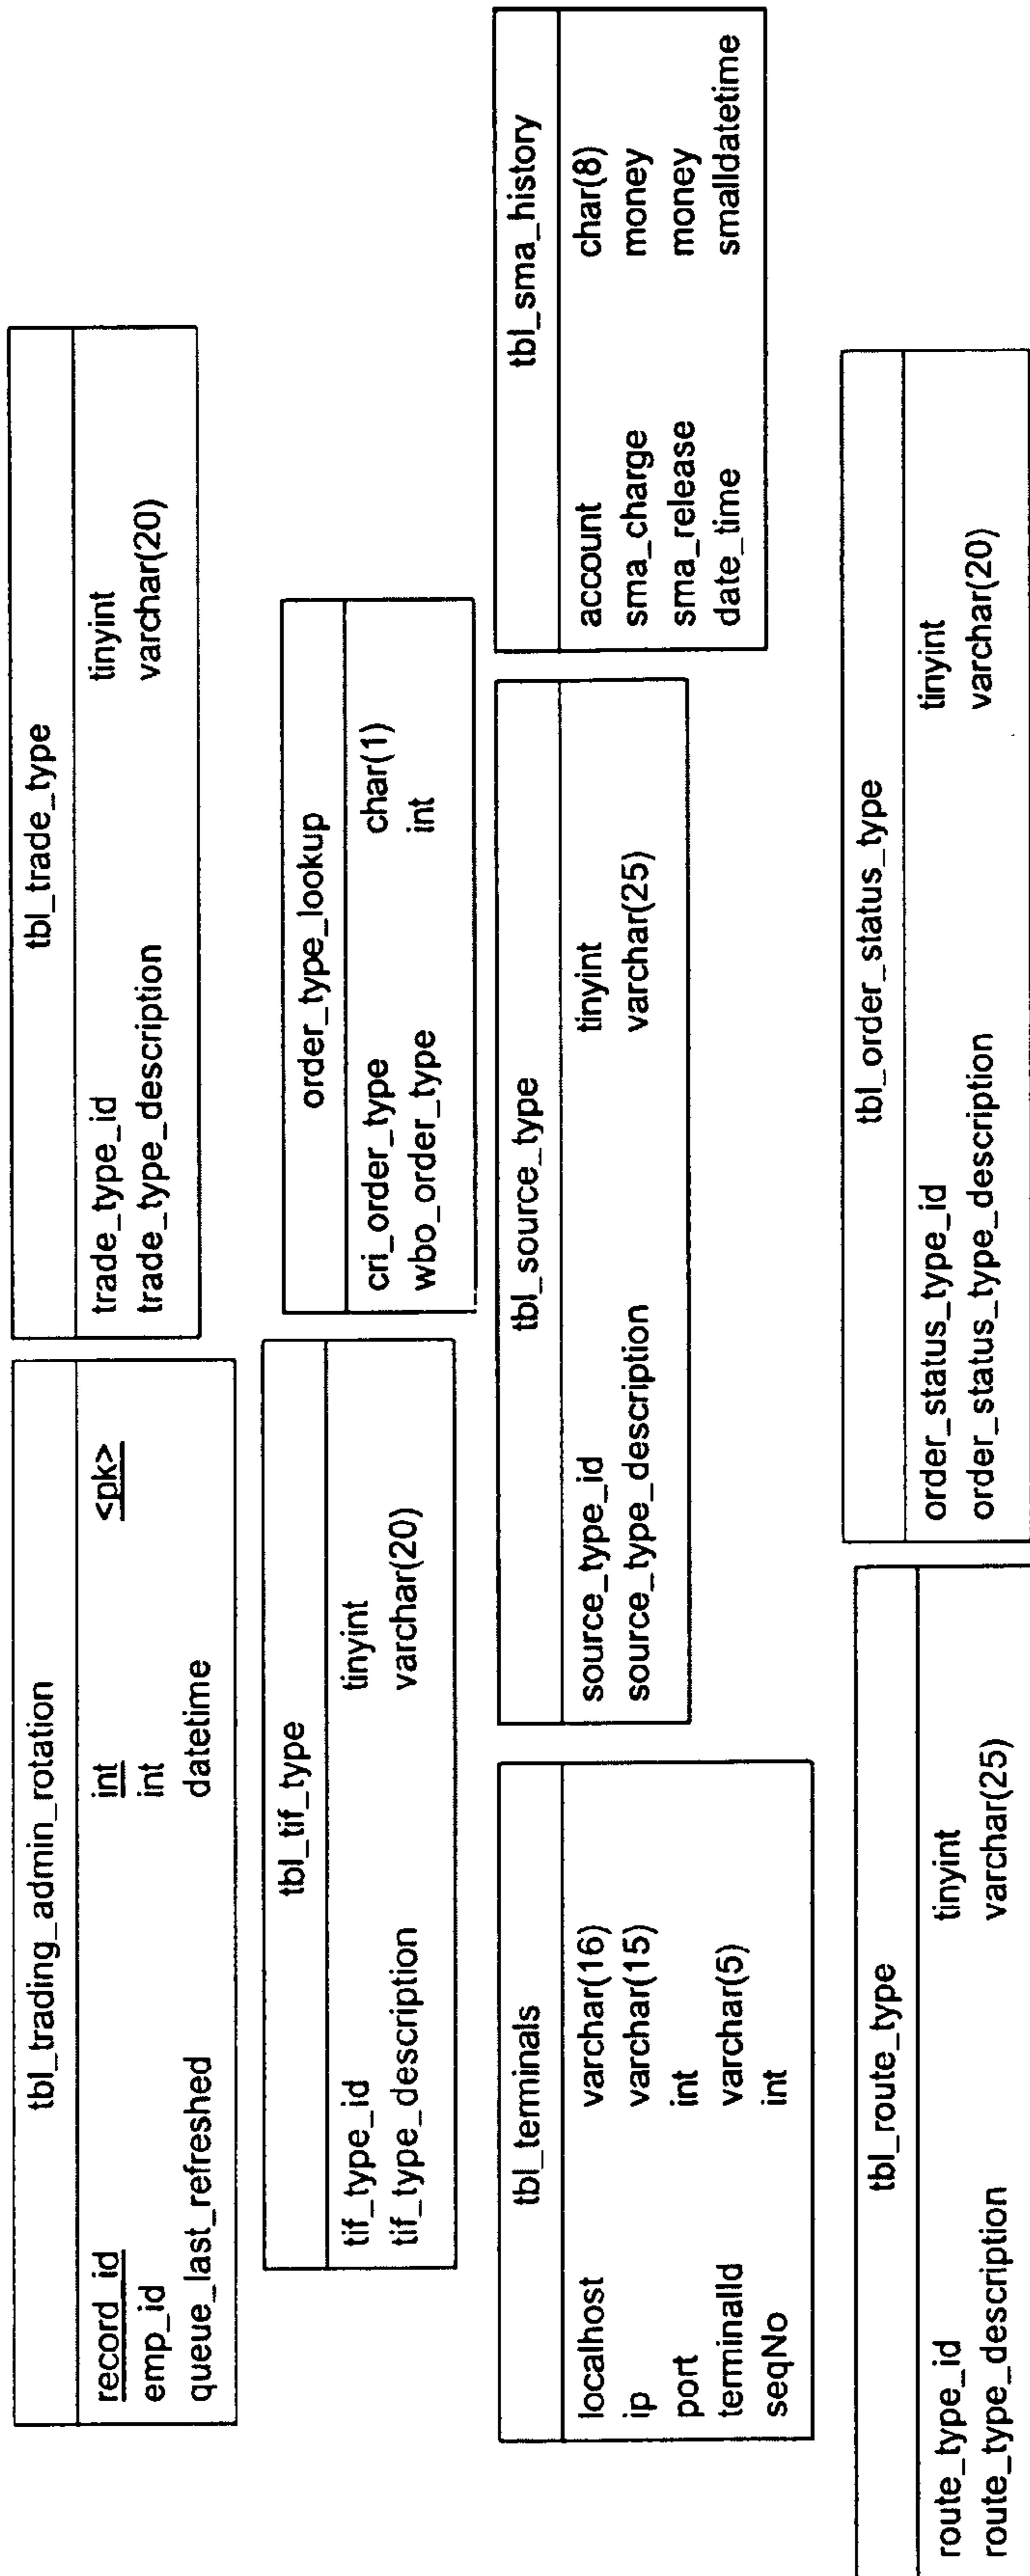 tbl_trading_admin_rotation
record_id int <pk>
emp_id int
queue_last_refreshed datetime
tbl_trade_type
trade_type_id tinyint
trade_type_description varchar(20)
tbl_tif_type
tif_type_id tinyint
tif_type_description varchar(20)
order_type_lookup
cri_order_type char(1)
wbo_order_type int
tbl_terminals
localhost varchar(16)
ip varchar(15)
port int
terminalId varchar(5)
seqNo int
tbl_source_type
source_type_id tinyint
source_type_description varchar(25)
tbl_sma_history
account char(8)
sma_charge money
sma_release money
date_time smalldatetime
tbl_route_type
route_type_id tinyint
route_type_description varchar(25)
tbl_order_status_type
order_status_type_id tinyint
order_status_type_description varchar(20)